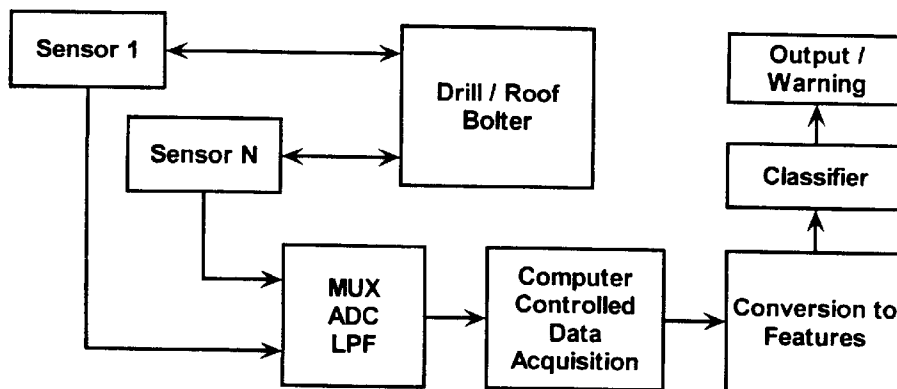 Sensor 1
Drill / Roof
Bolter
Output /
Warning
Sensor N
Classifier
MUX
ADC
LPF
Computer
Controlled
Data
Acquisition
Conversion to
Features